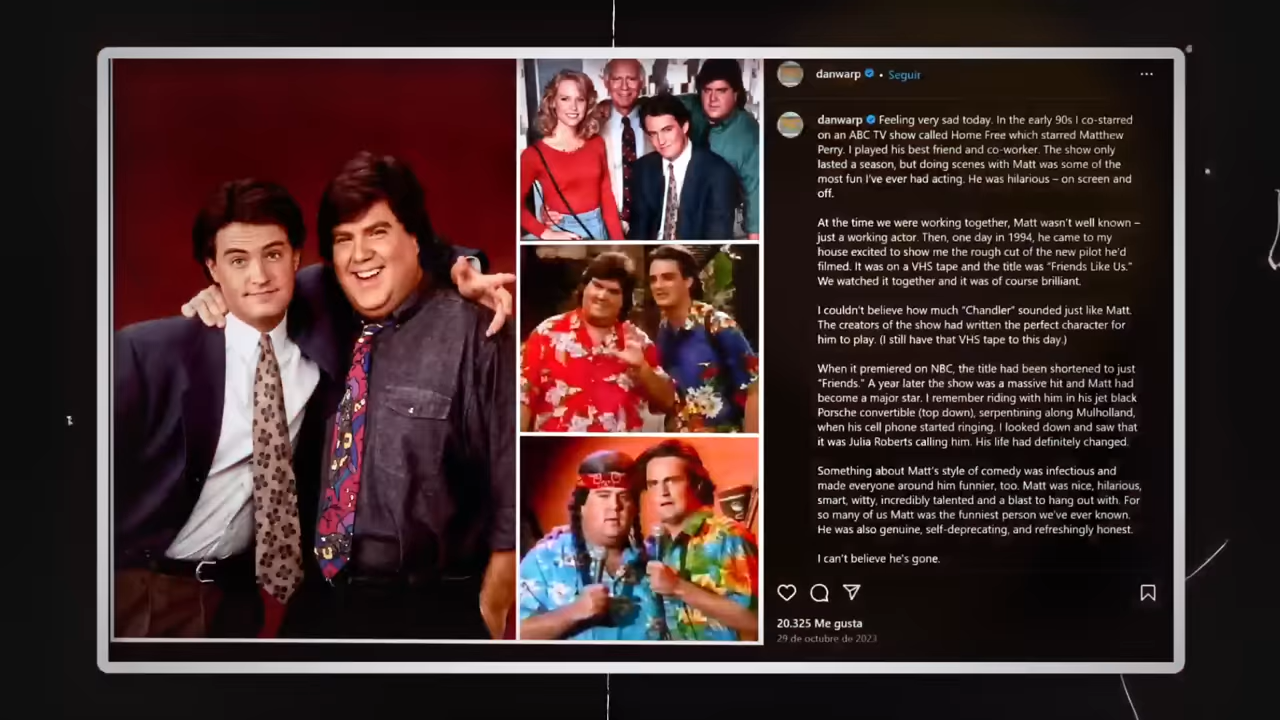 danwarp • Seguir
danwarp Feeling very sad today. In the early 90s I co-starred
on an ABC TV show called Home Free which starred Matthew
Perry. I played his best friend and co-worker. The show only
lasted a season, but doing scenes with Matt was some of the
most fun I've ever had acting. He was hilarious – on screen and
off.
At the time we were working together, Matt wasn't well known –
just a working actor. Then, one day in 1994, he came to my
house excited to show me the rough cut of the new pilot he'd
filmed. It was on a VHS tape and the title was "Friends Like Us."
We watched it together and it was of course brilliant.
I couldn't believe how much "Chandler" sounded just like Matt.
The creators of the show had written the perfect character for
him to play. (I still have that VHS tape to this day.)
When it premiered on NBC, the title had been shortened to just
"Friends." A year later the show was a massive hit and Matt had
become a major star. I remember riding with him in his jet black
Porsche convertible (top down), serpentining along Mulholland,
when his cell phone started ringing. I looked down and saw that
it was Julia Roberts calling him. His life had definitely changed.
Something about Matt's style of comedy was infectious and
made everyone around him funnier, too. Matt was nice, hilarious,
smart, witty, incredibly talented and a blast to hang out with. For
so many of us Matt was the funniest person we've ever known.
He was also genuine, self-deprecating, and refreshingly honest.
I can't believe he's gone.
20.325 Me gusta
29 de octubre de 2023